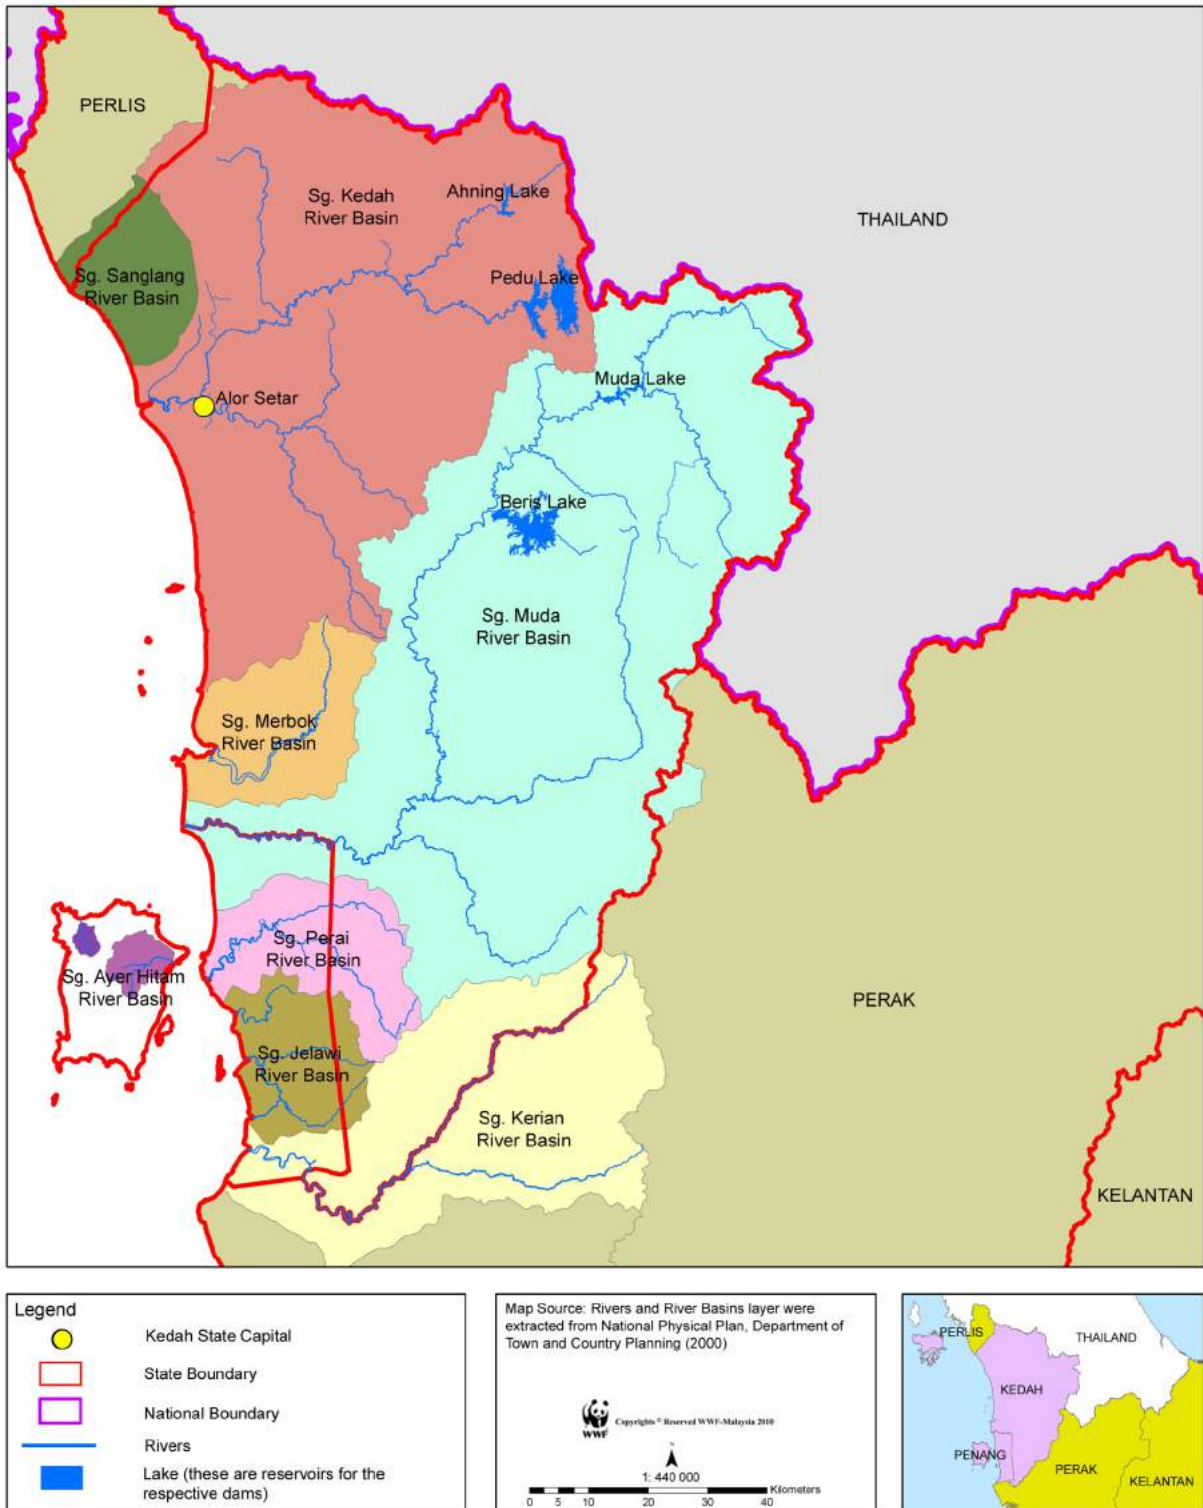 PERLIS
Sg. Kedah
River Basin
Ahning Lake
THAILAND
Sg. Sanglang
River Basin
Pedu Lake
Alor Setar
Muda Lake
Beris Lake
Sg. Muda
River Basin
Sg. Merbok
River Basin
Sg. Perai
River Basin
Sg. Ayer Hitam
River Basin
PERAK
Sg. Jelawi
River Basin
Sg. Kerian
River Basin
KELANTAN
Legend
Kedah State Capital
State Boundary
National Boundary
Rivers
Lake (these are reservoirs for the
respective dams)
Map Source: Rivers and River Basins layer were
extracted from National Physical Plan, Department of
Town and Country Planning (2000)
WWF
Copyrights © Reserved WWF-Malaysia 2010
N
1: 440 000
Kilometers
0 5 10 20 30 40
PERLIS
THAILAND
KEDAH
PENANG
PERAK
KELANTAN